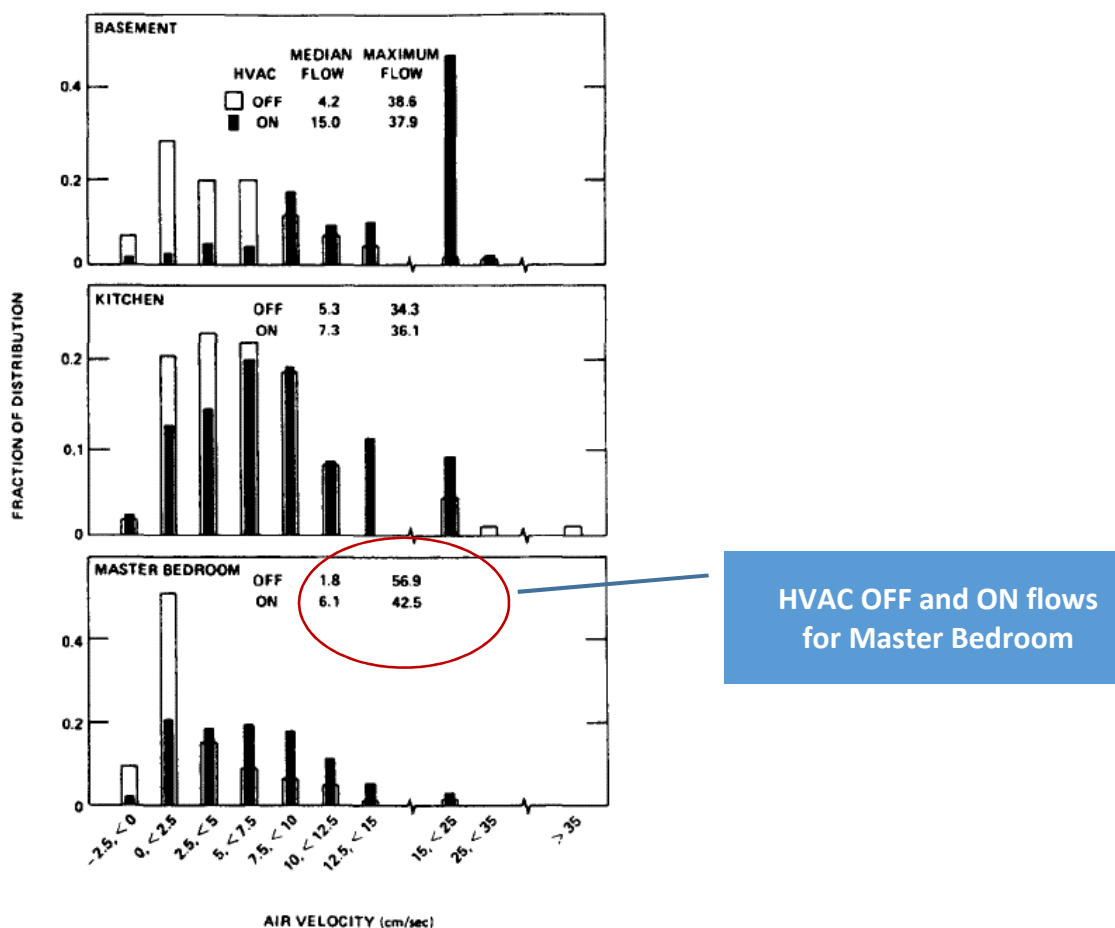 BASEMENT
MEDIAN MAXIMUM
HVAC FLOW FLOW
OFF 4.2 38.6
ON 15.0 37.9
0.4
0.2
0
KITCHEN
OFF 5.3 34.3
ON 7.3 36.1
0.2
0.1
0
FRACTION OF DISTRIBUTION
MASTER BEDROOM
OFF 1.8 56.9
ON 6.1 42.5
0.4
0.2
0
HVAC OFF and ON flows
for Master Bedroom
-2.5, < 0
0, < 2.5
2.5, < 5
5, < 7.5
7.5, < 10
10, < 12.5
12.5, < 15
15, < 25
25, < 35
> 35
AIR VELOCITY (cm/sec)